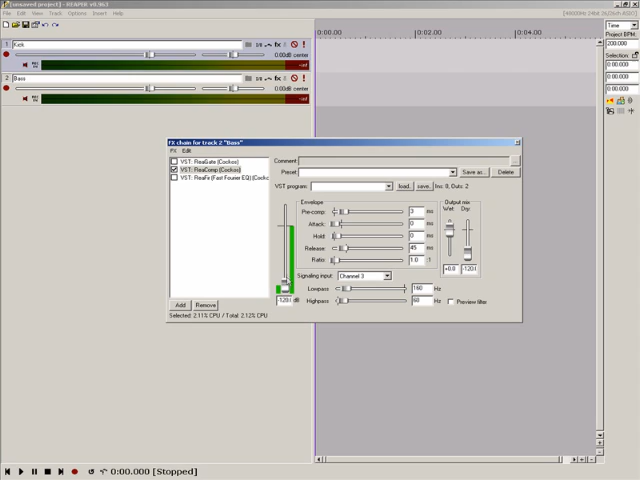 [unsaved project] - REAPER v0.963
File Edit View Track Options Insert Help
[48000Hz 24bit
0:00.00 0:02.00 0:04.00
Time
Project BPM:
200.000
Selection:
0:00.000
0:00.000
0:00.000
1 Kick fx
0.00dB center
-inf
2 Bass fx
0.00dB center
-inf
FX chain for track 2 "Bass"
FX Edit
VST: ReaGate (Cockos)
VST: ReaComp (Cockos)
VST: ReaFir (Fast Fourier EQ) (Cocko
Add Remove
Selected: 2.11% CPU / Total: 2.12% CPU
Comment: ...
Preset: Save as... Delete
VST program: load.. save..
Ins: 8, Outs: 2
Envelope
Pre-comp: 3 ms
Attack: 0 ms
Hold: 0 ms
Release: 45 ms
Ratio: 1.0 :1
Output mix
Wet: Dry:
+0.0 -120.(
Signaling input: Channel 3
Lowpass 160 Hz
Highpass: 60 Hz
Preview filter
-120.( dB
0:00.000 [Stopped]